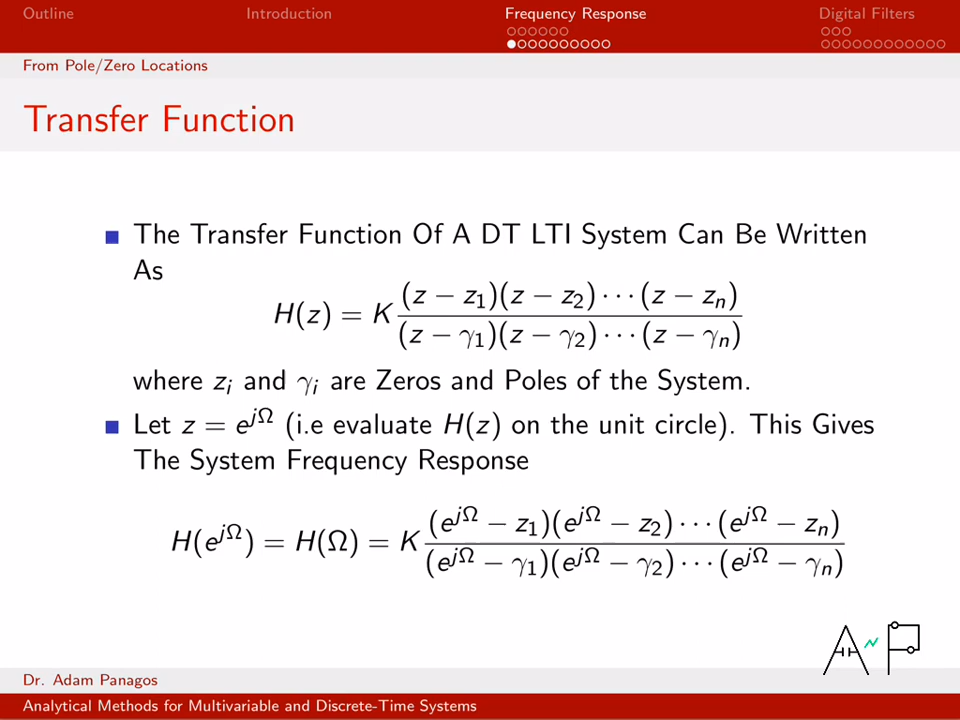 Outline Introduction Frequency Response Digital Filters
From Pole/Zero Locations
Transfer Function
The Transfer Function Of A DT LTI System Can Be Written
As
H(z) = K (z − z₁)(z − z₂) ⋯ (z − zₙ) / (z − γ₁)(z − γ₂) ⋯ (z − γₙ)
where zᵢ and γᵢ are Zeros and Poles of the System.
Let z = e^{jΩ} (i.e evaluate H(z) on the unit circle). This Gives
The System Frequency Response
H(e^{jΩ}) = H(Ω) = K (e^{jΩ} − z₁)(e^{jΩ} − z₂) ⋯ (e^{jΩ} − zₙ) / (e^{jΩ} − γ₁)(e^{jΩ} − γ₂) ⋯ (e^{jΩ} − γₙ)
A P
Dr. Adam Panagos
Analytical Methods for Multivariable and Discrete-Time Systems